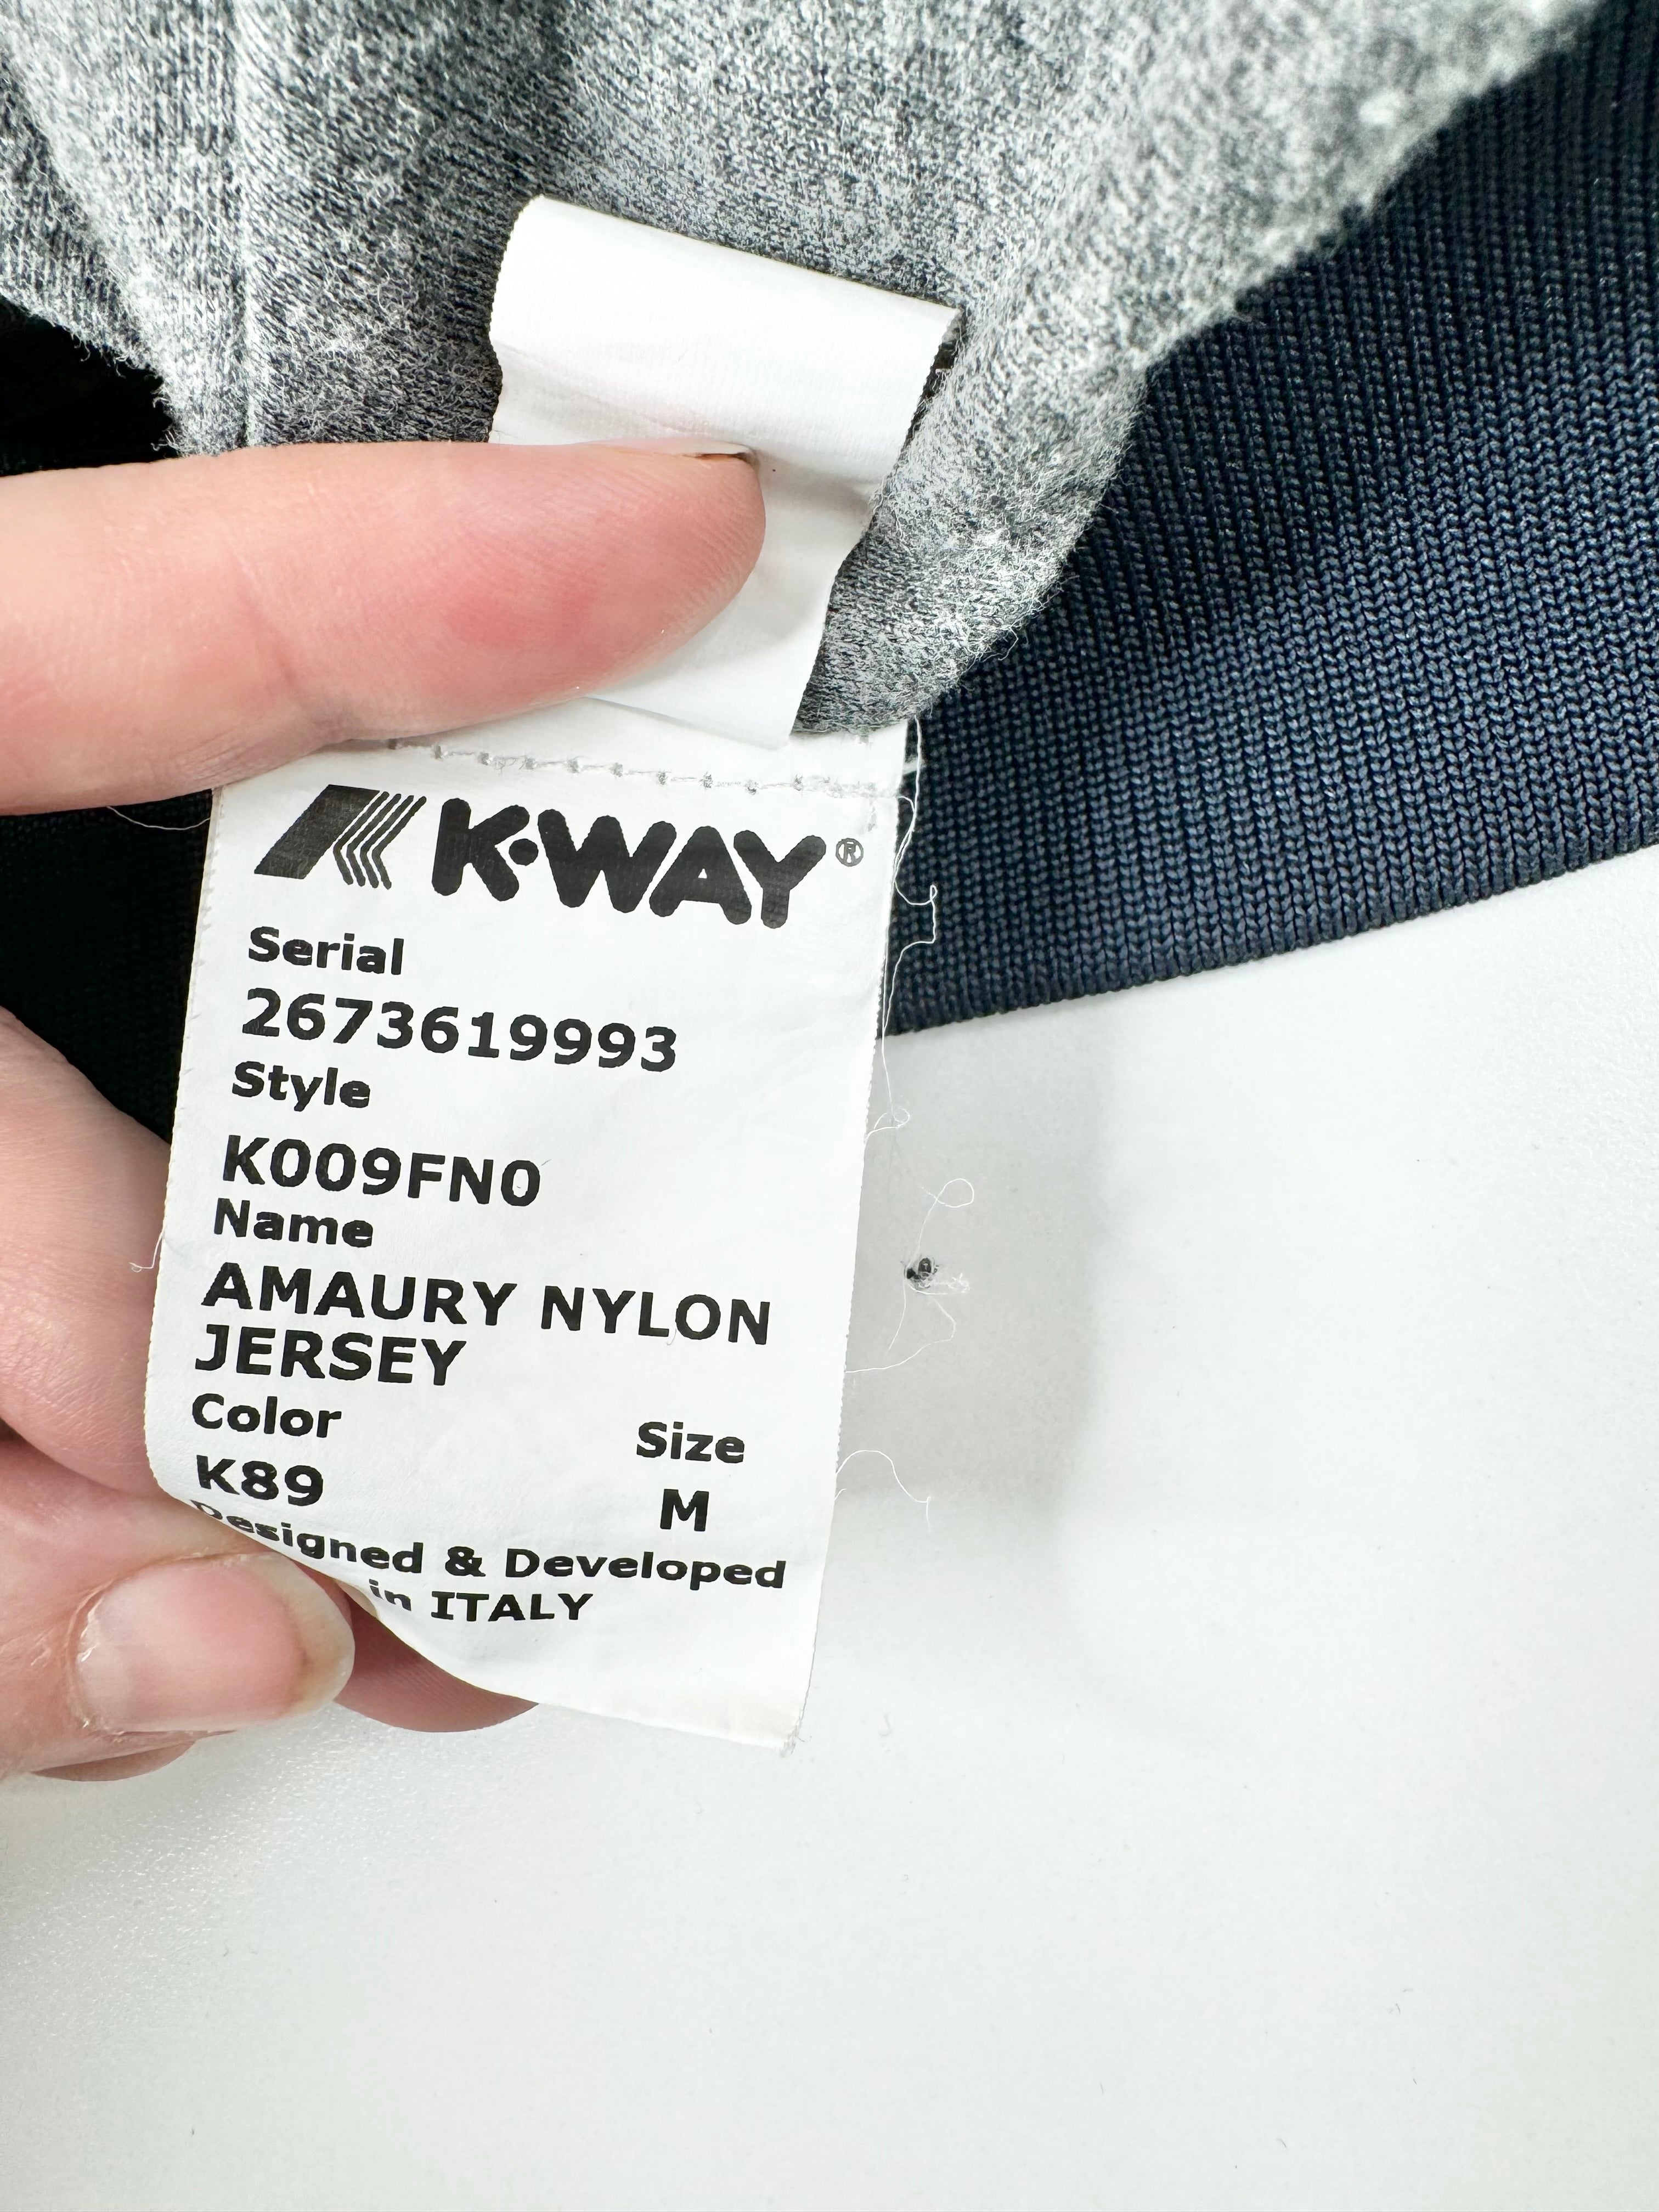 K·WAY®
Serial
2673619993
Style
K009FN0
Name
AMAURY NYLON
JERSEY
Color Size
K89 M
Designed & Developed
in ITALY